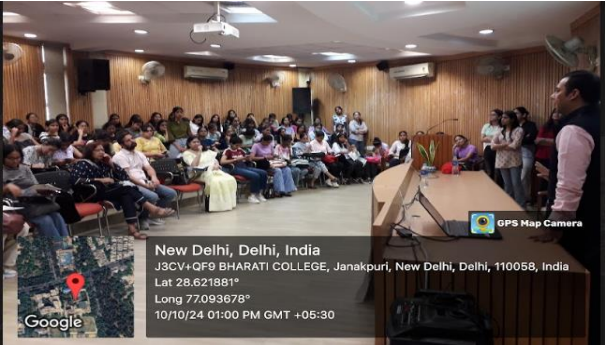 GPS Map Camera
New Delhi, Delhi, India
J3CV+QF9 BHARATI COLLEGE, Janakpuri, New Delhi, Delhi, 110058, India
Lat 28.621881°
Long 77.093678°
10/10/24 01:00 PM GMT +05:30
Google